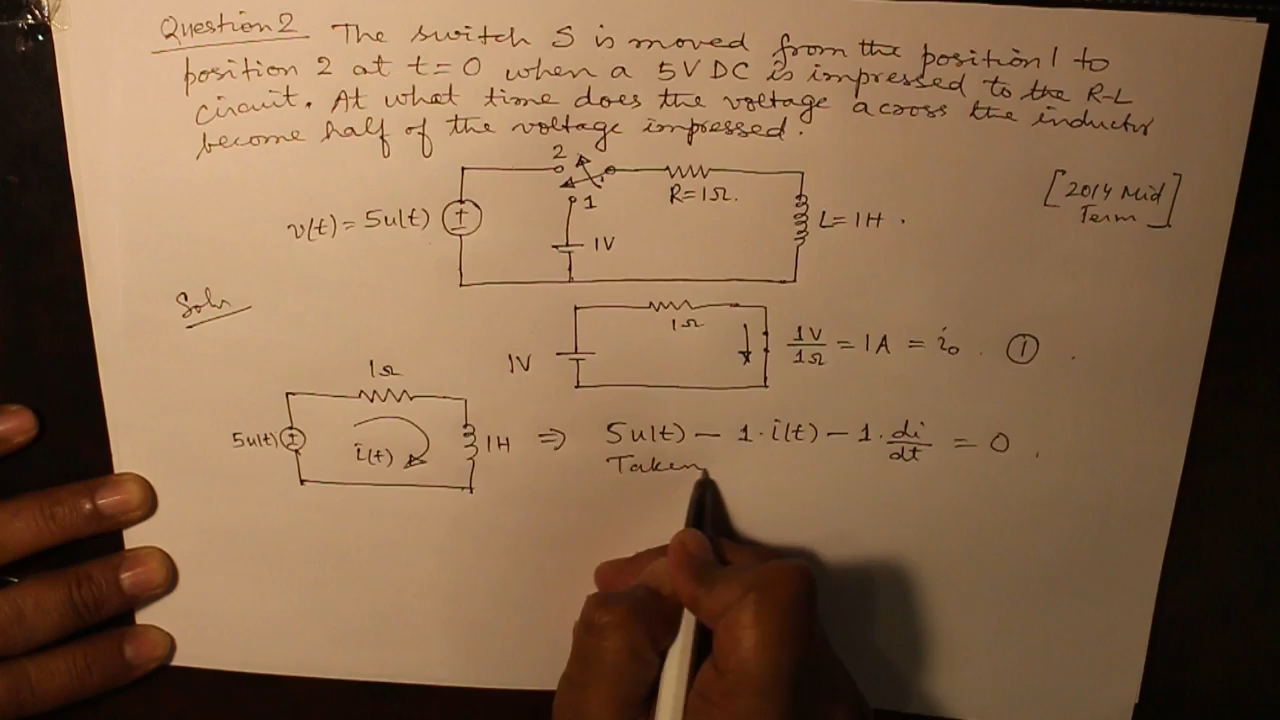 Question 2 The switch S is moved from the position 1 to
position 2 at t=0 when a 5V DC is impressed to the R-L
circuit. At what time does the voltage across the inductor
become half of the voltage impressed.
2
1
R=1Ω.
[2014 Mid
Term]
v(t) = 5u(t)
±
1V
L=1H .
Soln
1Ω
1V
1V/1Ω = 1A = i₀ . ①
1Ω
5u(t)
±
i(t)
1H
⇒ 5u(t) – 1·i(t) – 1·di/dt = 0 .
Taken